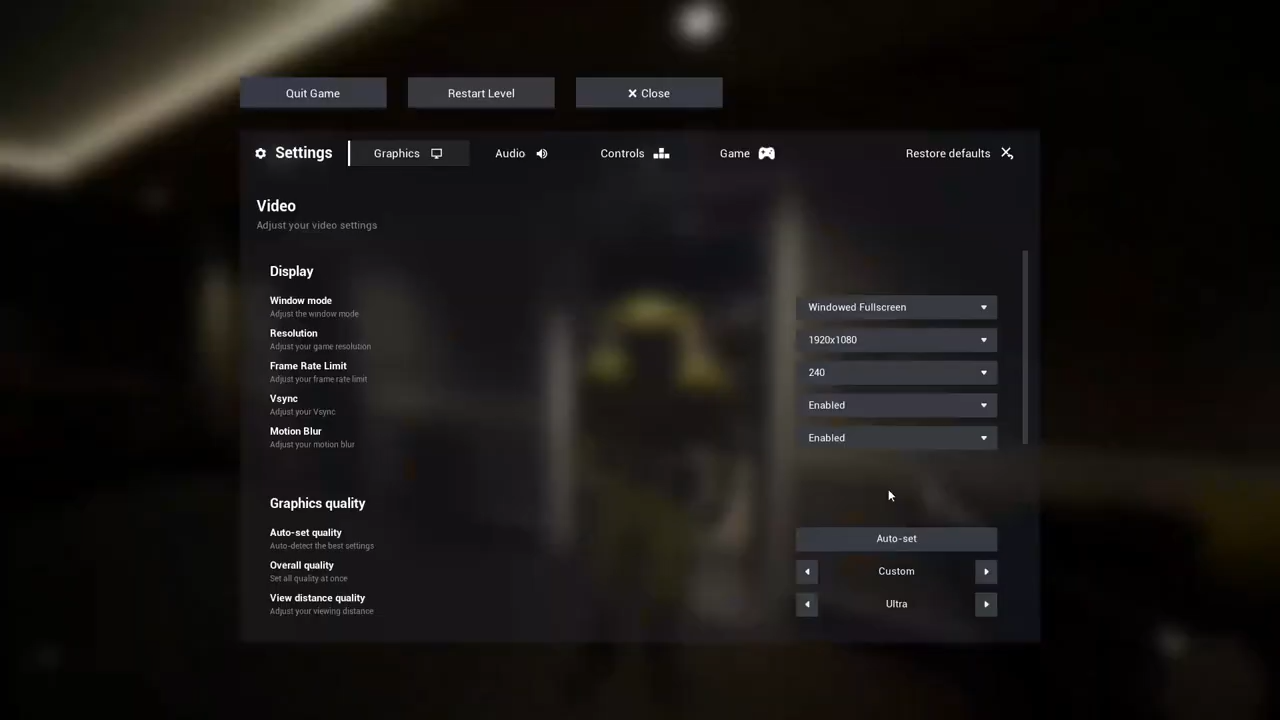 Quit Game
Restart Level
Close
Settings
Graphics
Audio
Controls
Game
Restore defaults
Video
Adjust your video settings
Display
Window mode
Adjust the window mode
Windowed Fullscreen
Resolution
Adjust your game resolution
1920x1080
Frame Rate Limit
Adjust your frame rate limit
240
Vsync
Adjust your Vsync
Enabled
Motion Blur
Adjust your motion blur
Enabled
Graphics quality
Auto-set quality
Auto-detect the best settings
Auto-set
Overall quality
Set all quality at once
Custom
View distance quality
Adjust your viewing distance
Ultra